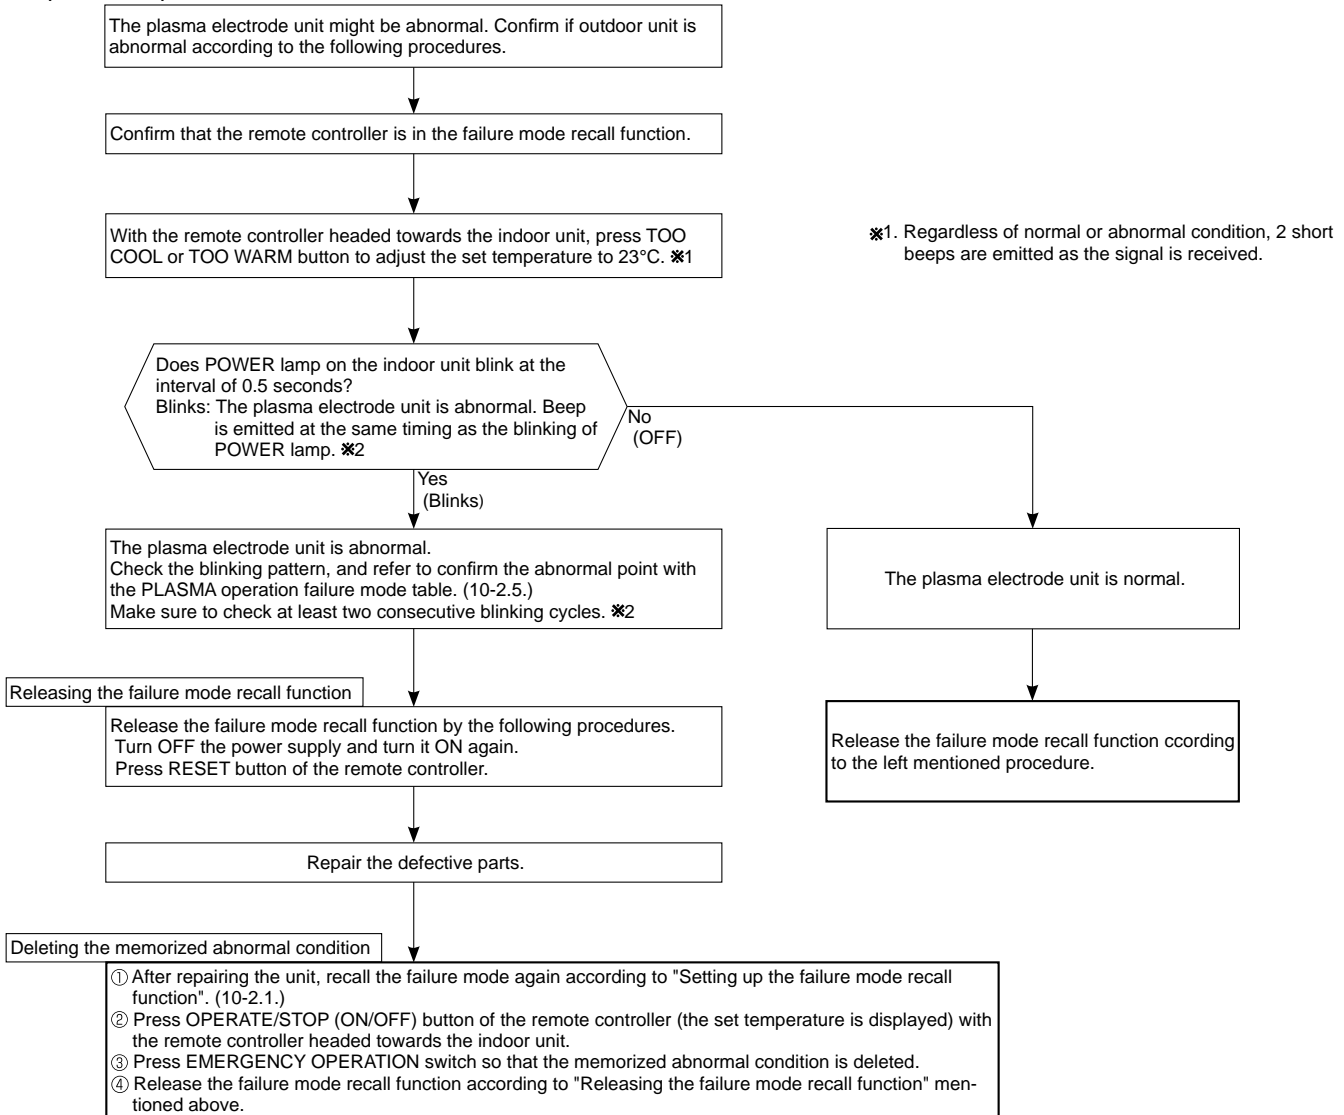 The plasma electrode unit might be abnormal. Confirm if outdoor unit is
abnormal according to the following procedures.
Confirm that the remote controller is in the failure mode recall function.
With the remote controller headed towards the indoor unit, press TOO
COOL or TOO WARM button to adjust the set temperature to 23°C. ※1
※1. Regardless of normal or abnormal condition, 2 short
beeps are emitted as the signal is received.
Does POWER lamp on the indoor unit blink at the
interval of 0.5 seconds?
Blinks: The plasma electrode unit is abnormal. Beep
is emitted at the same timing as the blinking of
POWER lamp. ※2
No
(OFF)
Yes
(Blinks)
The plasma electrode unit is abnormal.
Check the blinking pattern, and refer to confirm the abnormal point with
the PLASMA operation failure mode table. (10-2.5.)
Make sure to check at least two consecutive blinking cycles. ※2
The plasma electrode unit is normal.
Releasing the failure mode recall function
Release the failure mode recall function by the following procedures.
Turn OFF the power supply and turn it ON again.
Press RESET button of the remote controller.
Release the failure mode recall function ccording
to the left mentioned procedure.
Repair the defective parts.
Deleting the memorized abnormal condition
① After repairing the unit, recall the failure mode again according to "Setting up the failure mode recall
function". (10-2.1.)
② Press OPERATE/STOP (ON/OFF) button of the remote controller (the set temperature is displayed) with
the remote controller headed towards the indoor unit.
③ Press EMERGENCY OPERATION switch so that the memorized abnormal condition is deleted.
④ Release the failure mode recall function according to "Releasing the failure mode recall function" men-
tioned above.